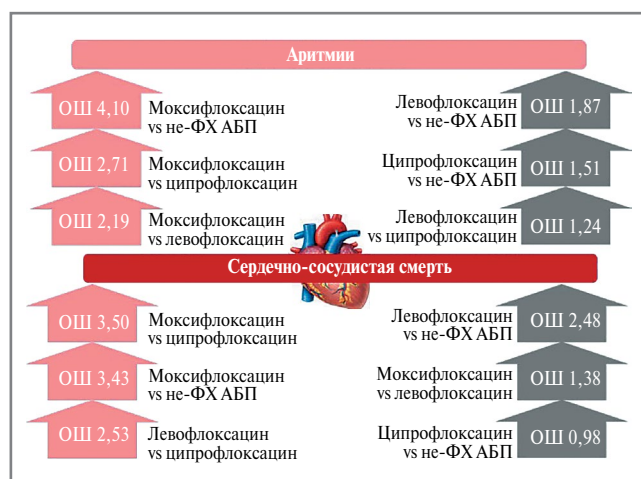 Аритмии
ОШ 4,10
Моксифлоксацин
vs не-ФХ АБП
Левофлоксацин
vs не-ФХ АБП
ОШ 1,87
ОШ 2,71
Моксифлоксацин
vs ципрофлоксацин
Ципрофлоксацин
vs не-ФХ АБП
ОШ 1,51
ОШ 2,19
Моксифлоксацин
vs левофлоксацин
Левофлоксацин
vs ципрофлоксацин
ОШ 1,24
Сердечно-сосудистая смерть
ОШ 3,50
Моксифлоксацин
vs ципрофлоксацин
Левофлоксацин
vs не-ФХ АБП
ОШ 2,48
ОШ 3,43
Моксифлоксацин
vs не-ФХ АБП
Моксифлоксацин
vs левофлоксацин
ОШ 1,38
ОШ 2,53
Левофлоксацин
vs ципрофлоксацин
Ципрофлоксацин
vs не-ФХ АБП
ОШ 0,98